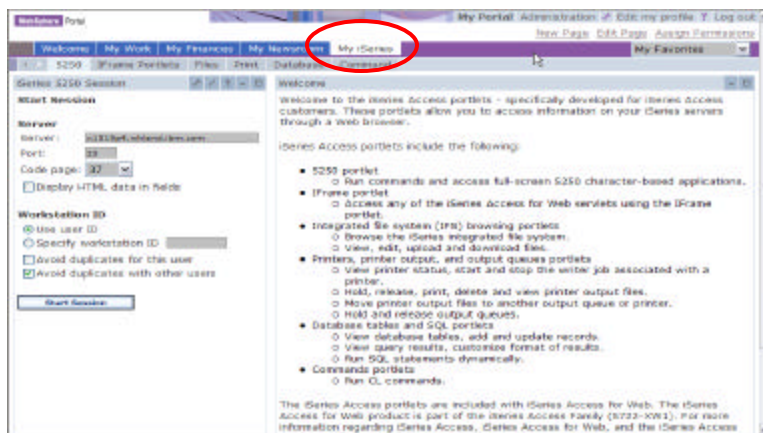 WebSphere Portal
My Portal Administration Edit my profile ? Log out
New Page Edit Page Assign Permissions
Welcome My Work My Finances My Newsroom My iSeries
My Favorites
5250 IFrame Portlets Files Print Database Command
iSeries 5250 Session
Start Session
Server
Server:
Port:
Code page: 37
Display HTML data in fields
Workstation ID
Use user ID
Specify workstation ID
Avoid duplicates for this user
Avoid duplicates with other users
Start Session
Welcome
Welcome to the iSeries Access portlets - specifically developed for iSeries Access
customers. These portlets allow you to access information on your iSeries servers
through a Web browser.
iSeries Access portlets include the following:
• 5250 portlet
o Run commands and access full-screen 5250 character-based applications.
• IFrame portlet
o Access any of the iSeries Access for Web servlets using the IFrame
portlet.
• Integrated file system (IFS) browsing portlets
o Browse the iSeries integrated file system.
o View, edit, upload and download files.
• Printers, printer output, and output queues portlets
o View printer status, start and stop the writer job associated with a
printer.
o Hold, release, print, delete and view printer output files.
o Move printer output files to another output queue or printer.
o Hold and release output queues.
• Database tables and SQL portlets
o View database tables, add and update records.
o View query results, customize format of results.
o Run SQL statements dynamically.
• Commands portlets
o Run CL commands.
The iSeries Access portlets are included with iSeries Access for Web. The iSeries
Access for Web product is part of the iSeries Access Family (5722-XW1). For more
information regarding iSeries Access, iSeries Access for Web, and the iSeries Access